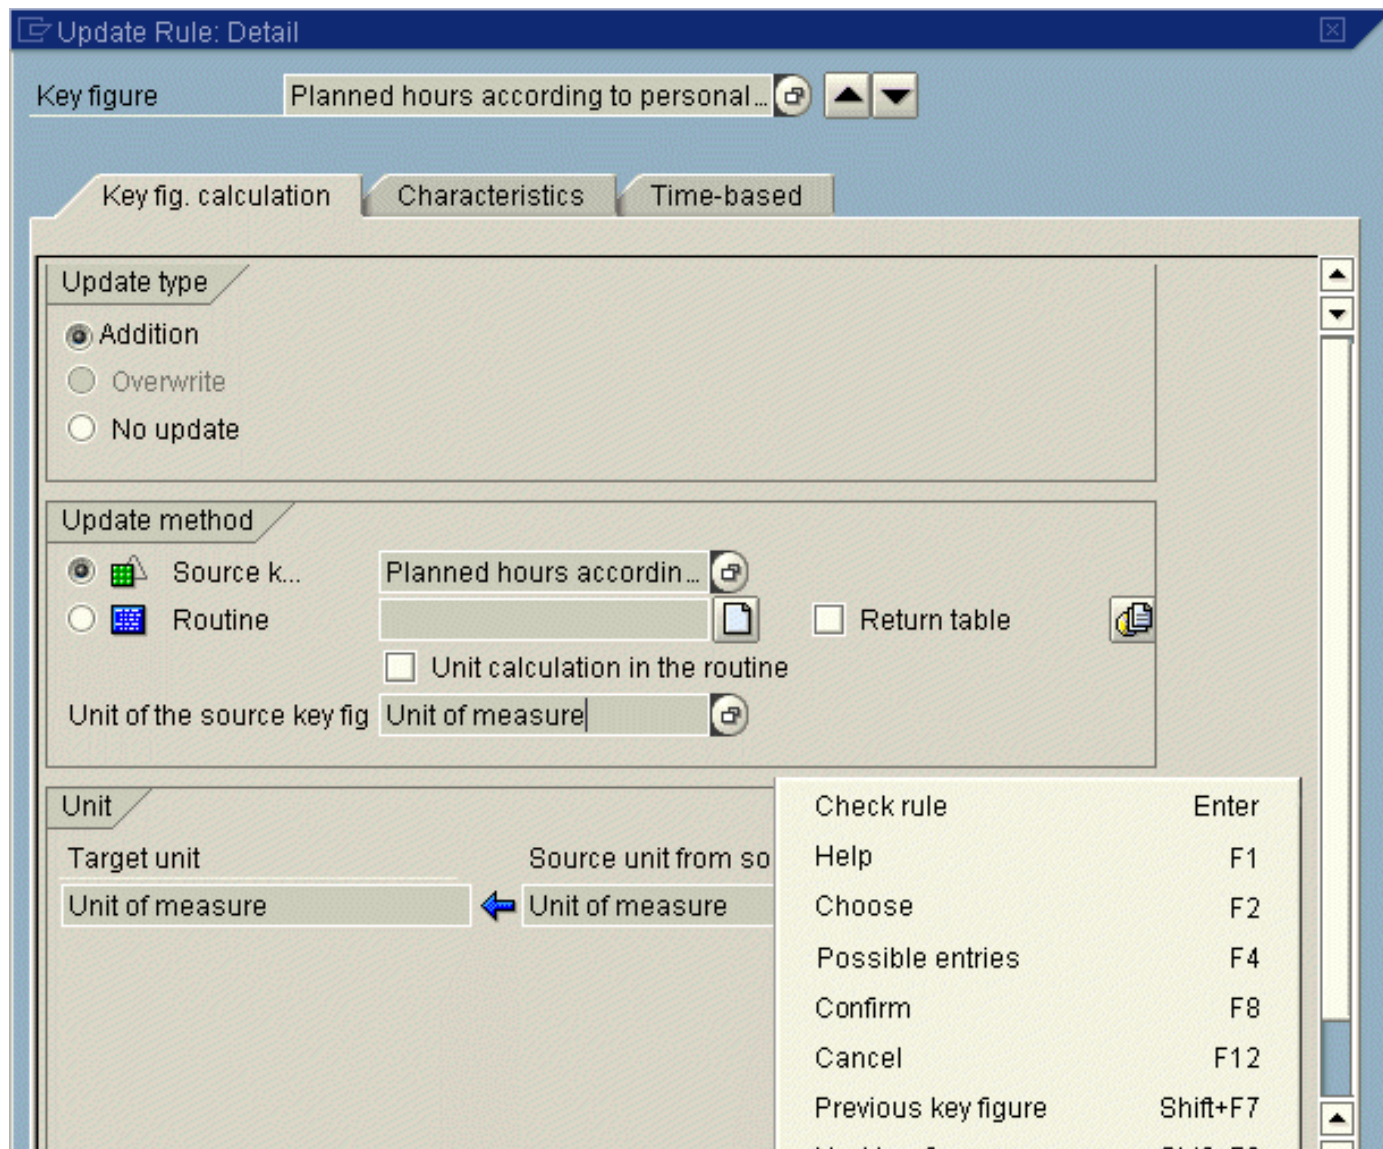 Update Rule: Detail
Key figure Planned hours according to personal...
Key fig. calculation Characteristics Time-based
Update type
Addition
Overwrite
No update
Update method
Source k... Planned hours accordin...
Routine Return table
Unit calculation in the routine
Unit of the source key fig Unit of measure
Unit
Check rule Enter
Target unit Source unit from so
Help F1
Unit of measure Unit of measure
Choose F2
Possible entries F4
Confirm F8
Cancel F12
Previous key figure Shift+F7